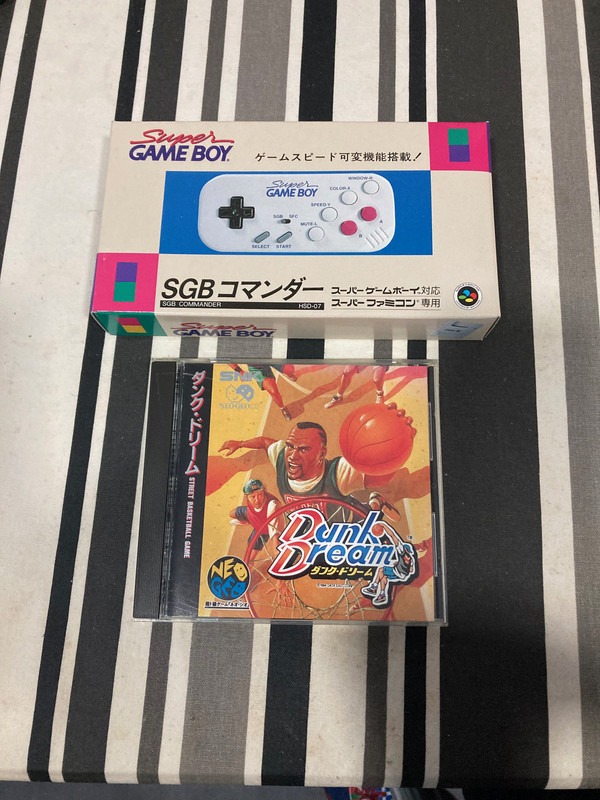 Super
GAME BOY
ゲームスピード可変機能搭載!
Super
GAME BOY
WINDOW-R
COLOR-X
SPEED-Y
MUTE-L
A
B
SGB SFC
SELECT START
SGBコマンダー
SGB COMMANDER
HSD-07
スーパーゲームボーイ対応
スーパーファミコン専用
Super
GAME BOY
SNK
NEO·GEO CD
ダンク・ドリーム
STREET BASKETBALL GAME
Dunk
Dream
ダンク・ドリーム
NEO
GEO